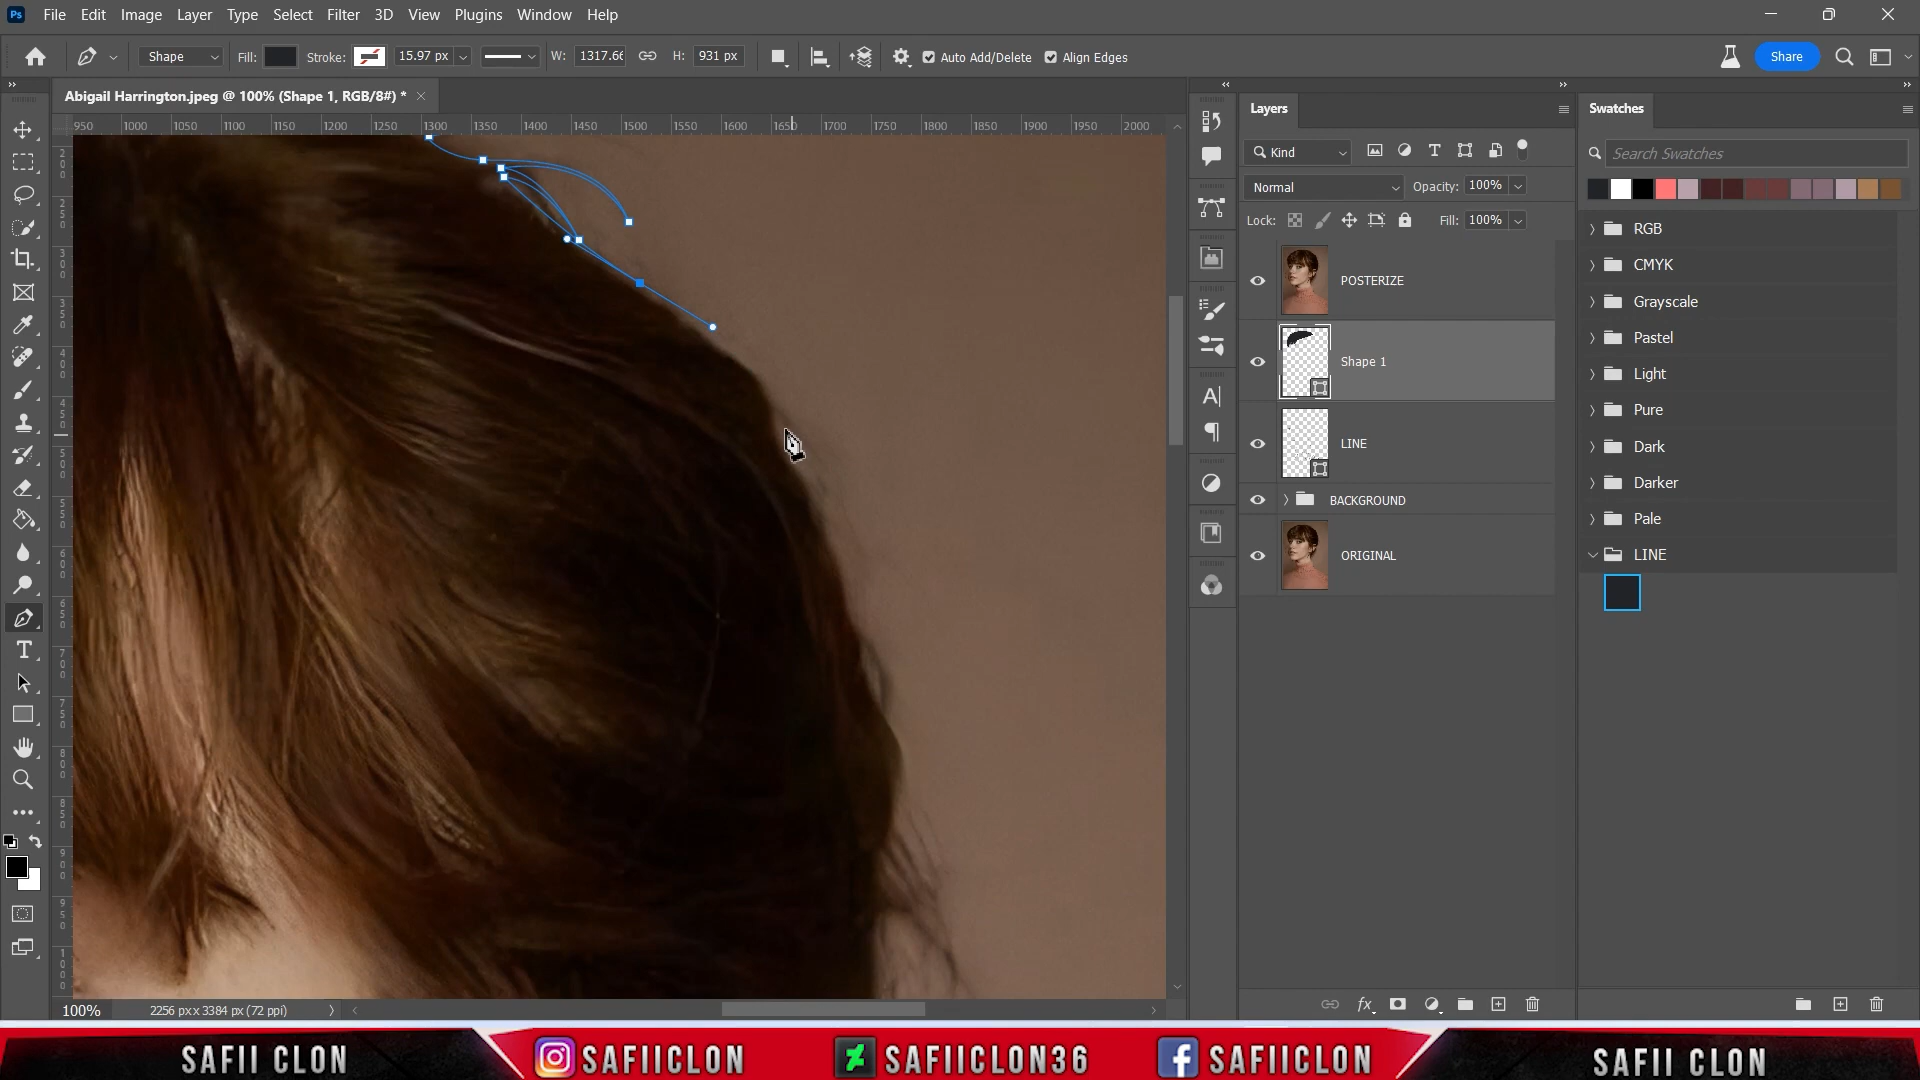 File Edit Image Layer Type Select Filter 3D View Plugins Window Help
Shape Fill: Stroke: 15.97 px W: 1317.66 H: 931 px Auto Add/Delete Align Edges Share
Abigail Harrington.jpeg @ 100% (Shape 1, RGB/8#) *
950 1000 1050 1100 1150 1200 1250 1300 1350 1400 1450 1500 1550 1600 1650 1700 1750 1800 1850 1900 1950 2000
Layers
Kind
Normal Opacity: 100%
Lock: Fill: 100%
POSTERIZE
Shape 1
LINE
BACKGROUND
ORIGINAL
Swatches
Search Swatches
RGB
CMYK
Grayscale
Pastel
Light
Pure
Dark
Darker
Pale
LINE
100% 2256 px x 3384 px (72 ppi)
SAFII CLON SAFIICLON SAFIICLON36 SAFIICLON SAFII CLON